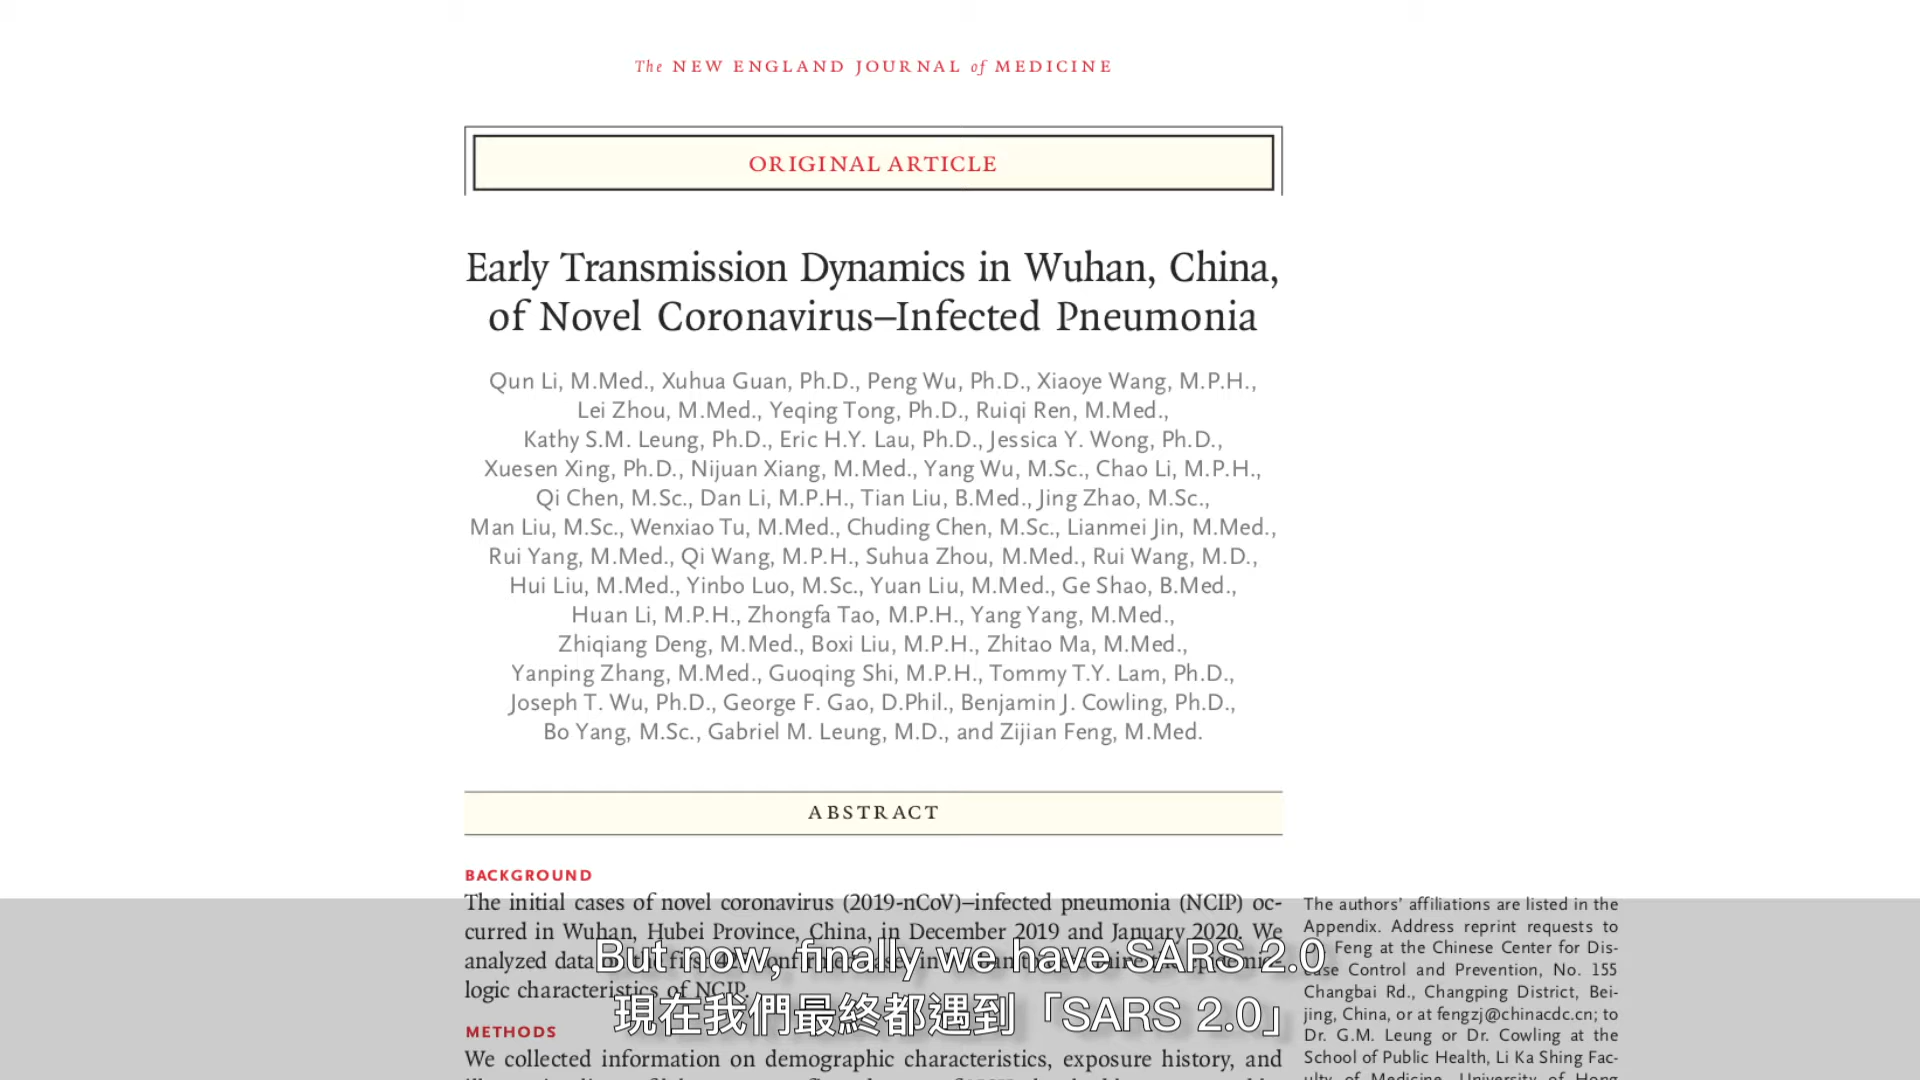 The NEW ENGLAND JOURNAL of MEDICINE
ORIGINAL ARTICLE
Early Transmission Dynamics in Wuhan, China,
of Novel Coronavirus–Infected Pneumonia
Qun Li, M.Med., Xuhua Guan, Ph.D., Peng Wu, Ph.D., Xiaoye Wang, M.P.H.,
Lei Zhou, M.Med., Yeqing Tong, Ph.D., Ruiqi Ren, M.Med.,
Kathy S.M. Leung, Ph.D., Eric H.Y. Lau, Ph.D., Jessica Y. Wong, Ph.D.,
Xuesen Xing, Ph.D., Nijuan Xiang, M.Med., Yang Wu, M.Sc., Chao Li, M.P.H.,
Qi Chen, M.Sc., Dan Li, M.P.H., Tian Liu, B.Med., Jing Zhao, M.Sc.,
Man Liu, M.Sc., Wenxiao Tu, M.Med., Chuding Chen, M.Sc., Lianmei Jin, M.Med.,
Rui Yang, M.Med., Qi Wang, M.P.H., Suhua Zhou, M.Med., Rui Wang, M.D.,
Hui Liu, M.Med., Yinbo Luo, M.Sc., Yuan Liu, M.Med., Ge Shao, B.Med.,
Huan Li, M.P.H., Zhongfa Tao, M.P.H., Yang Yang, M.Med.,
Zhiqiang Deng, M.Med., Boxi Liu, M.P.H., Zhitao Ma, M.Med.,
Yanping Zhang, M.Med., Guoqing Shi, M.P.H., Tommy T.Y. Lam, Ph.D.,
Joseph T. Wu, Ph.D., George F. Gao, D.Phil., Benjamin J. Cowling, Ph.D.,
Bo Yang, M.Sc., Gabriel M. Leung, M.D., and Zijian Feng, M.Med.
ABSTRACT
BACKGROUND
The initial cases of novel coronavirus (2019-nCoV)–infected pneumonia (NCIP) oc-
curred in Wuhan, Hubei Province, China, in December 2019 and January 2020. We
analyzed data
logic characteristics of NCIP.
METHODS
We collected information on demographic characteristics, exposure history, and
The authors' affiliations are listed in the
Appendix. Address reprint requests to
Feng at the Chinese Center for Dis-
ease Control and Prevention, No. 155
Changbai Rd., Changping District, Bei-
jing, China, or at fengzj@chinacdc.cn; to
Dr. G.M. Leung or Dr. Cowling at the
School of Public Health, Li Ka Shing Fac-
ulty of Medicine, University of Hong
But now, finally we have SARS 2.0
現在我們最終都遇到「SARS 2.0」